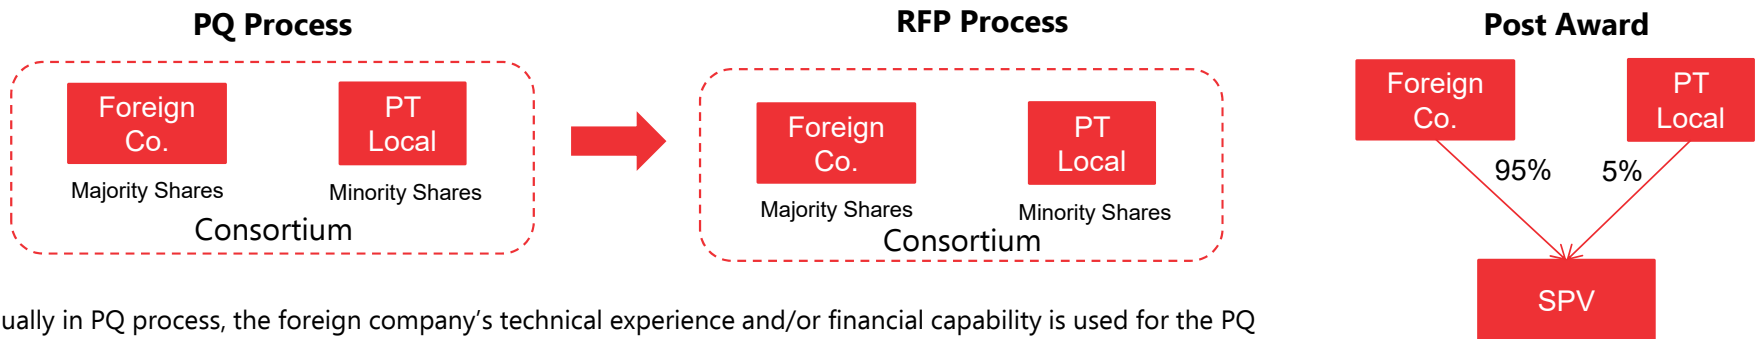 PQ Process
Foreign
Co.
PT
Local
Majority Shares
Minority Shares
Consortium
RFP Process
Foreign
Co.
PT
Local
Majority Shares
Minority Shares
Consortium
Post Award
Foreign
Co.
PT
Local
95%
5%
SPV
ually in PQ process, the foreign company’s technical experience and/or financial capability is used for the PQ